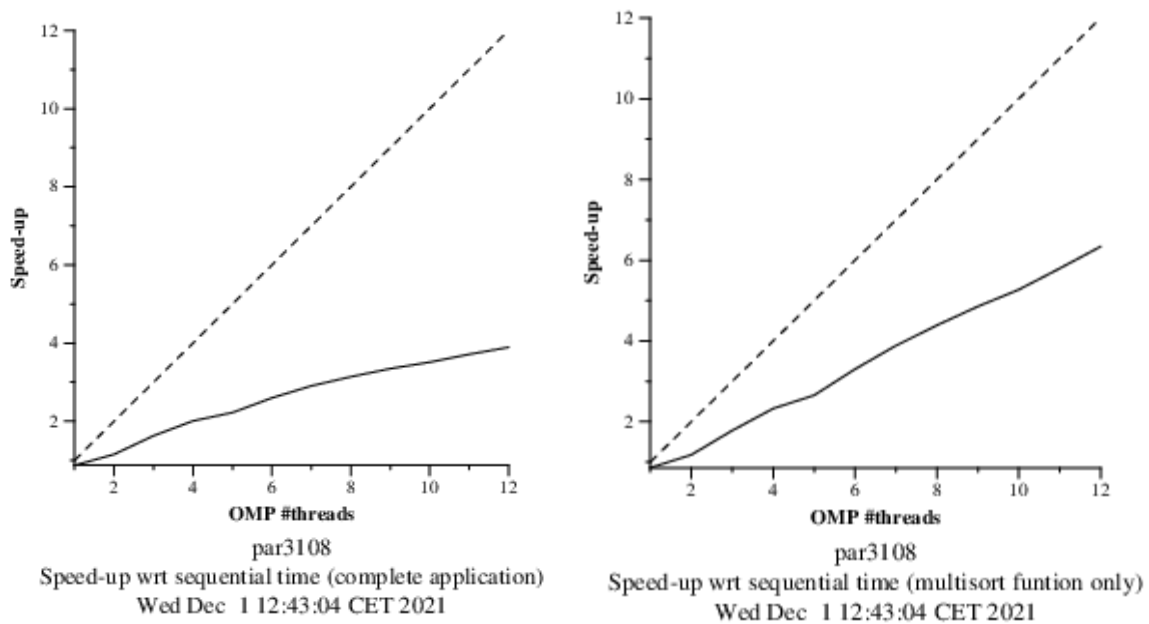 12
10
8
6
4
2
Speed-up
2
4
6
8
10
12
OMP #threads
par3108
Speed-up wrt sequential time (complete application)
Wed Dec  1 12:43:04 CET 2021
12
10
8
6
4
2
Speed-up
2
4
6
8
10
12
OMP #threads
par3108
Speed-up wrt sequential time (multisort funtion only)
Wed Dec  1 12:43:04 CET 2021